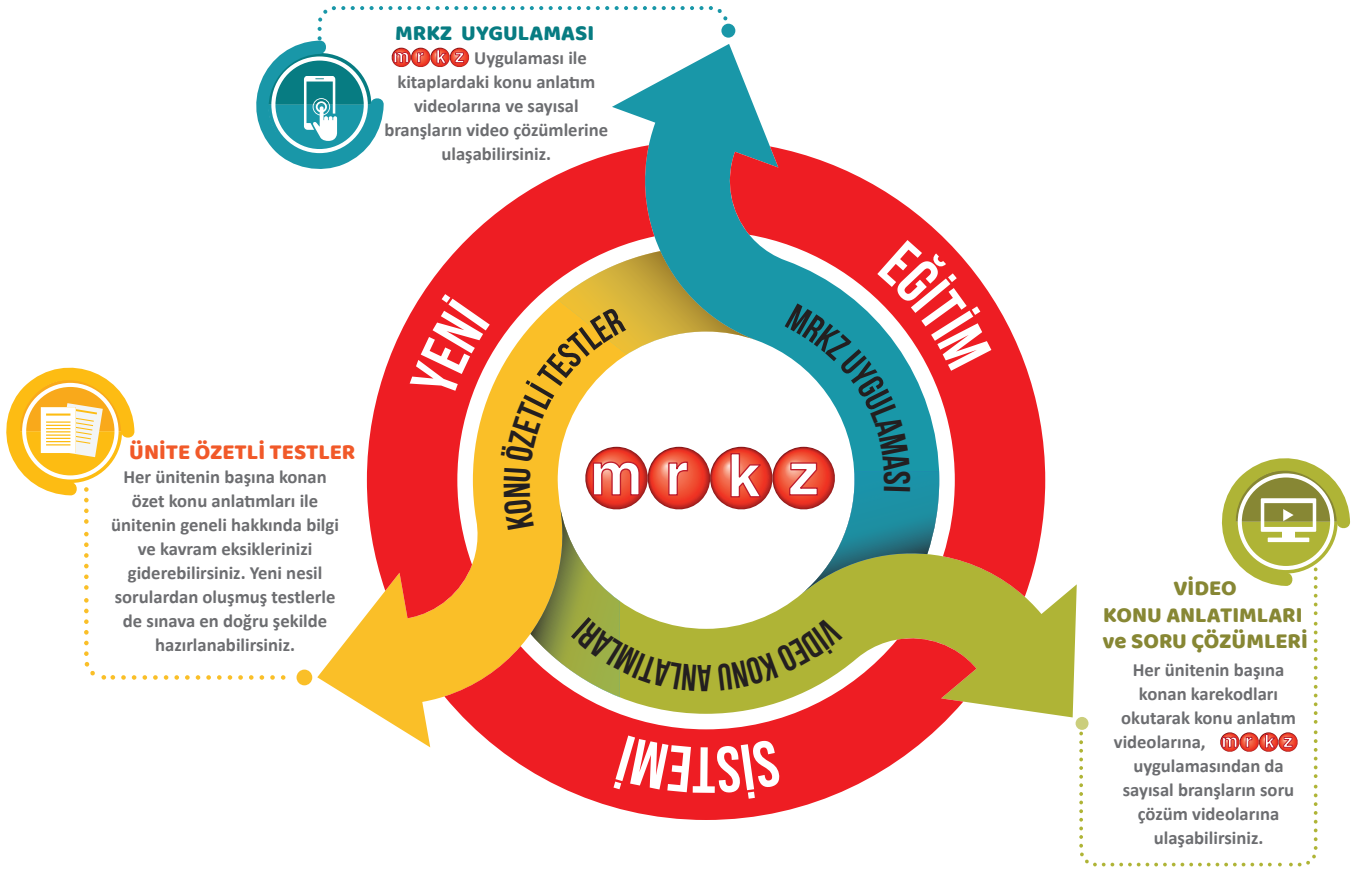 MRKZ UYGULAMASI
mrkz Uygulaması ile
kitaplardaki konu anlatım
videolarına ve sayısal
branşların video çözümlerine
ulaşabilirsiniz.
YENİ
EĞİTİM
SİSTEMİ
KONU ÖZETLİ TESTLER
MRKZ UYGULAMASI
VİDEO KONU ANLATIMLARI
mrkz
ÜNİTE ÖZETLİ TESTLER
Her ünitenin başına konan
özet konu anlatımları ile
ünitenin geneli hakkında bilgi
ve kavram eksiklerinizi
giderebilirsiniz. Yeni nesil
sorulardan oluşmuş testlerle
de sınava en doğru şekilde
hazırlanabilirsiniz.
VİDEO
KONU ANLATIMLARI
ve SORU ÇÖZÜMLERİ
Her ünitenin başına
konan karekodları
okutarak konu anlatım
videolarına, mrkz
uygulamasından da
sayısal branşların soru
çözüm videolarına
ulaşabilirsiniz.